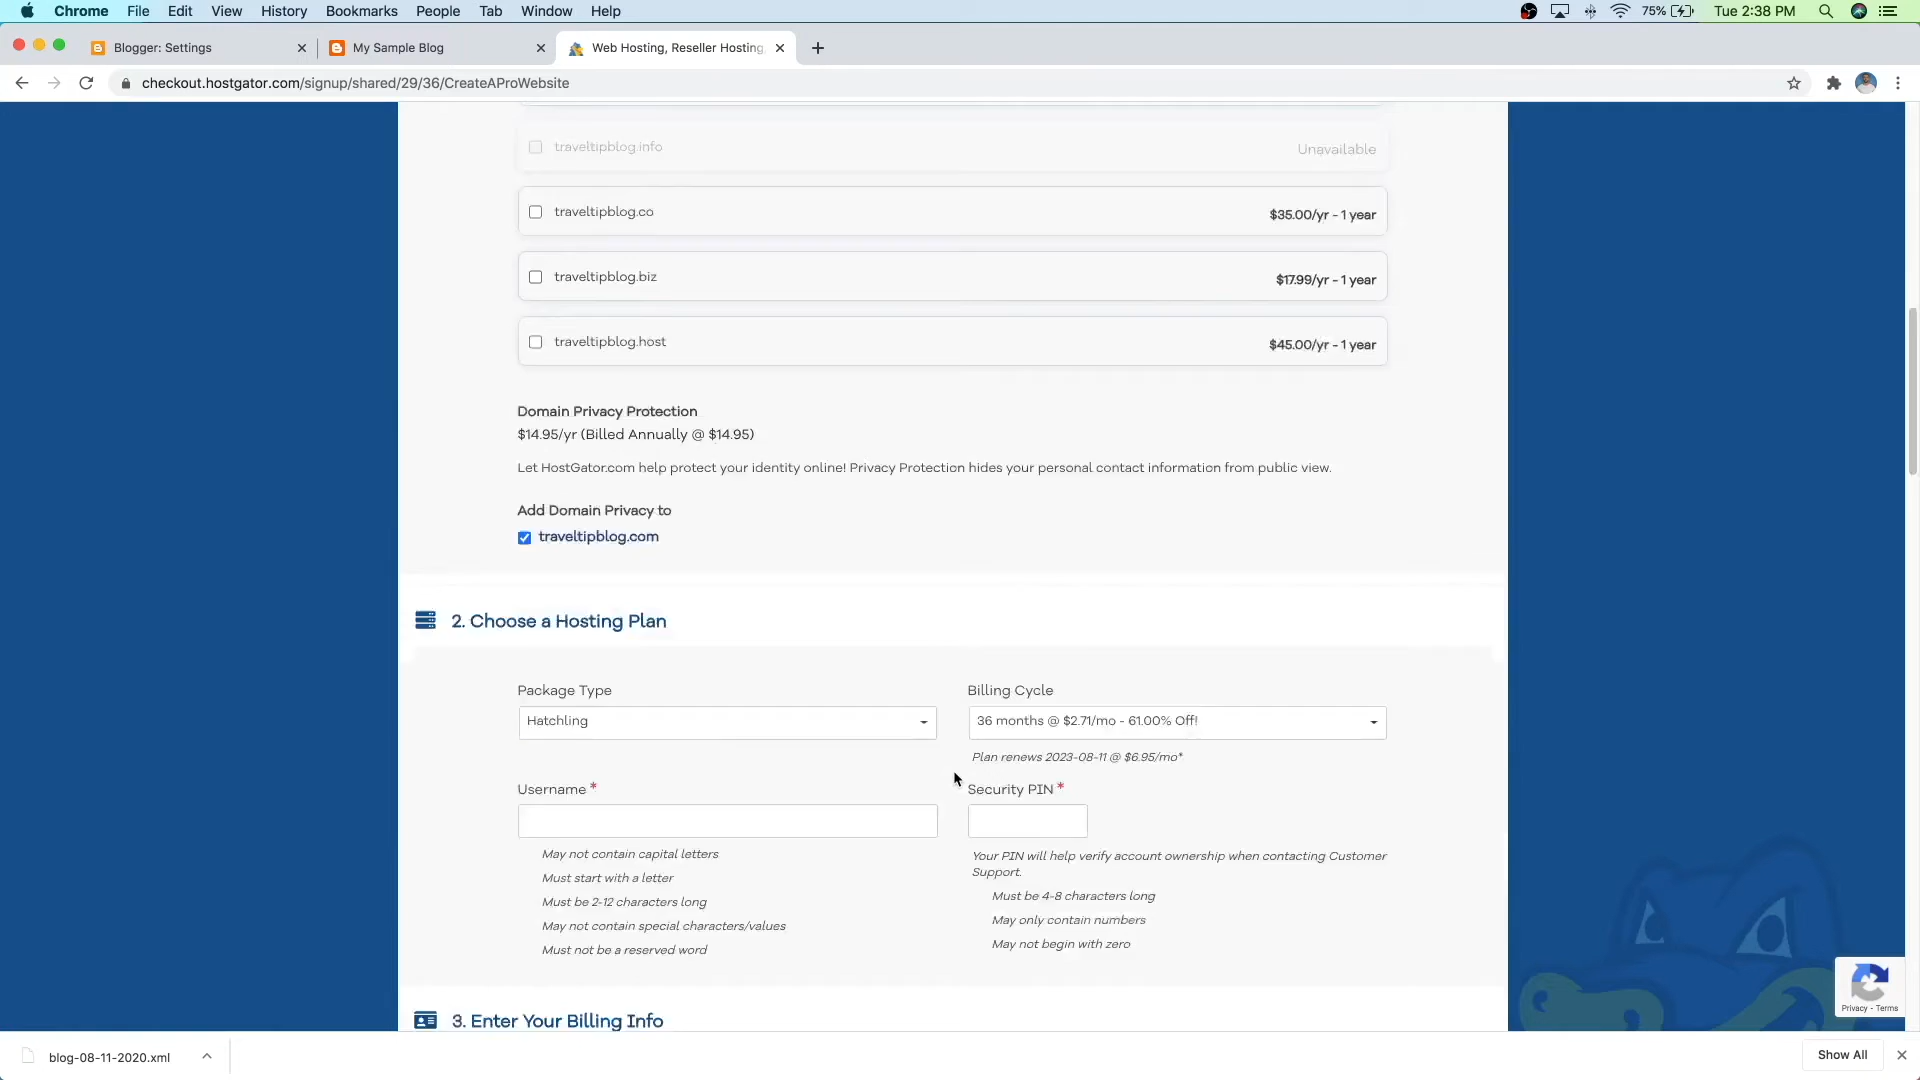 Chrome File Edit View History Bookmarks People Tab Window Help 75% Tue 2:38 PM
Blogger: Settings My Sample Blog Web Hosting, Reseller Hosting,
checkout.hostgator.com/signup/shared/29/36/CreateAProWebsite
traveltipblog.info Unavailable
traveltipblog.co $35.00/yr - 1 year
traveltipblog.biz $17.99/yr - 1 year
traveltipblog.host $45.00/yr - 1 year
Domain Privacy Protection
$14.95/yr (Billed Annually @ $14.95)
Let HostGator.com help protect your identity online! Privacy Protection hides your personal contact information from public view.
Add Domain Privacy to
traveltipblog.com
2. Choose a Hosting Plan
Package Type Billing Cycle
Hatchling 36 months @ $2.71/mo - 61.00% Off!
Plan renews 2023-08-11 @ $6.95/mo*
Username * Security PIN *
May not contain capital letters
Must start with a letter
Must be 2-12 characters long
May not contain special characters/values
Must not be a reserved word
Your PIN will help verify account ownership when contacting Customer
Support.
Must be 4-8 characters long
May only contain numbers
May not begin with zero
Privacy - Terms
3. Enter Your Billing Info
blog-08-11-2020.xml Show All